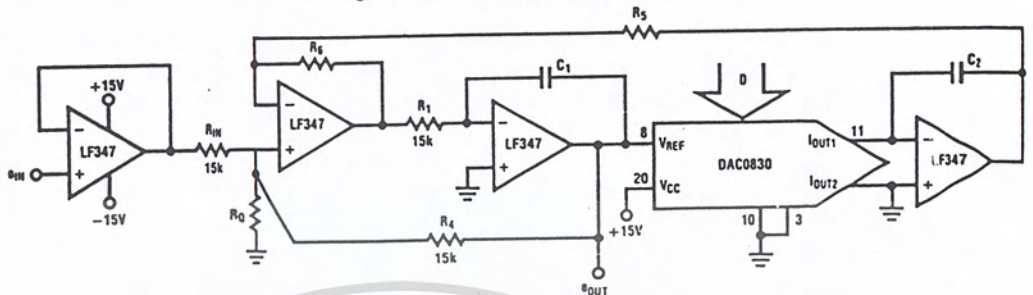 R5
R6
C1
C2
D
+15V
R1
RIN
15k
15k
−
+
LF347
−
+
LF347
−
+
LF347
8
VREF
DAC0830
IOUT1
11
−
+
LF347
eIN
−15V
20
VCC
IOUT2
RQ
R4
15k
+15V
10
3
eOUT